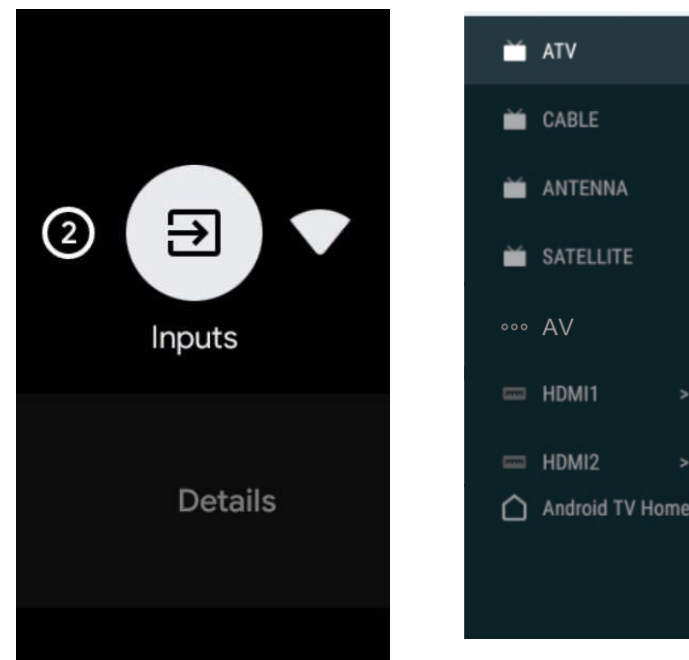 2
Inputs
Details
ATV
CABLE
ANTENNA
SATELLITE
AV
HDMI1 >
HDMI2 >
Android TV Home